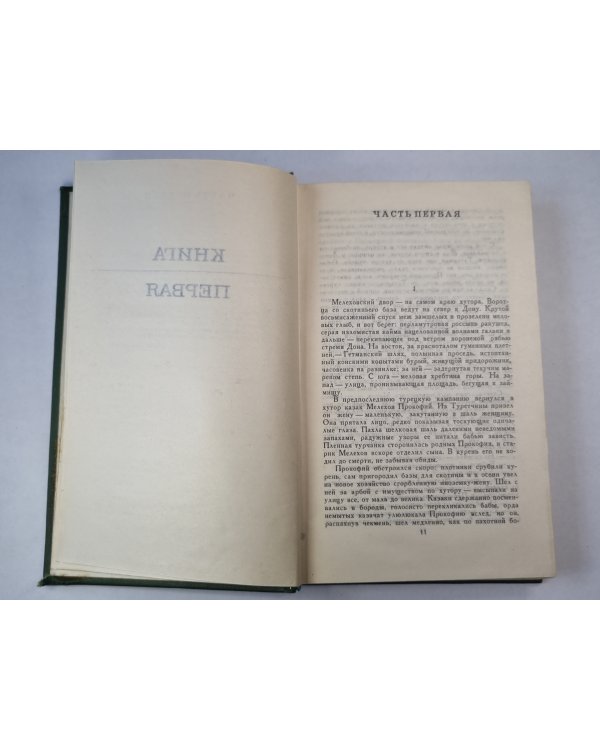 КНИГА
ПЕРВАЯ
ЧАСТЬ ПЕРВАЯ
I
Мелеховский двор — на самом краю хутора. Ворот-
ца со скотиньего база ведут на север к Дону. Крутой
восьмисаженный спуск меж замшелых в прозелени ме-
ловых глыб, и вот берег: перламутровая россыпь ракушек,
серая изломистая кайма нацелованной волнами гальки и
дальше — перекипающее под ветром вороненой рябью
стремя Дона. На восток, за красноталом гуменных плет-
ней, — Гетманский шлях, полынная проседь, истоптан-
ный конскими копытами бурый, живущой придорожник,
часовенка на развилке; за ней — задернутая текучим ма-
ревом степь. С юга — меловая хребтина горы. На за-
пад — улица, пронизывающая площадь, бегущая к зай-
мищу.
В предпоследнюю турецкую кампанию вернулся в
хутор казак Мелехов Прокофий. Из Туретчины привел
он жену — маленькую, закутанную в шаль женщину.
Она прятала лицо, редко показывая тоскующие одича-
лые глаза. Пахла шелковая шаль далекими неведомыми
запахами, радужные узоры ее питали бабью зависть.
Пленная турчанка сторонилась родных Прокофия, и ста-
рик Мелехов вскоре отделил сына. В курень его не хо-
дил до смерти, не забывая обиды.
Прокофий обстроился скоро: плотники срубили ку-
рень, сам пригородил базы для скотины и к осени увел
на новое хозяйство сгорбленную иноземку-жену. Шел с
ней за арбой с имуществом по хутору — высыпали на
улицу все, от мала до велика. Казаки сдержанно посмеи-
вались в бороды, голосисто перекликались бабы, орда
немытых казачат улюлюкала Прокофию вслед, но он,
распахнув чекмень, шел медленно, как по пахотной бо-
11